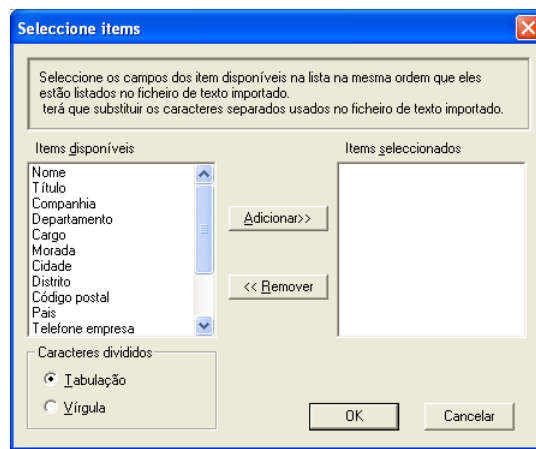 Seleccione items
Seleccione os campos dos item disponíveis na lista na mesma ordem que eles
estão listados no ficheiro de texto importado.
terá que substituir os caracteres separados usados no ficheiro de texto importado.
Items disponíveis
Items seleccionados
Nome
Título
Companhia
Departamento
Cargo
Morada
Cidade
Distrito
Código postal
Pais
Telefone empresa
Adicionar>>
<< Remover
Caracteres divididos
Tabulação
Vírgula
OK
Cancelar